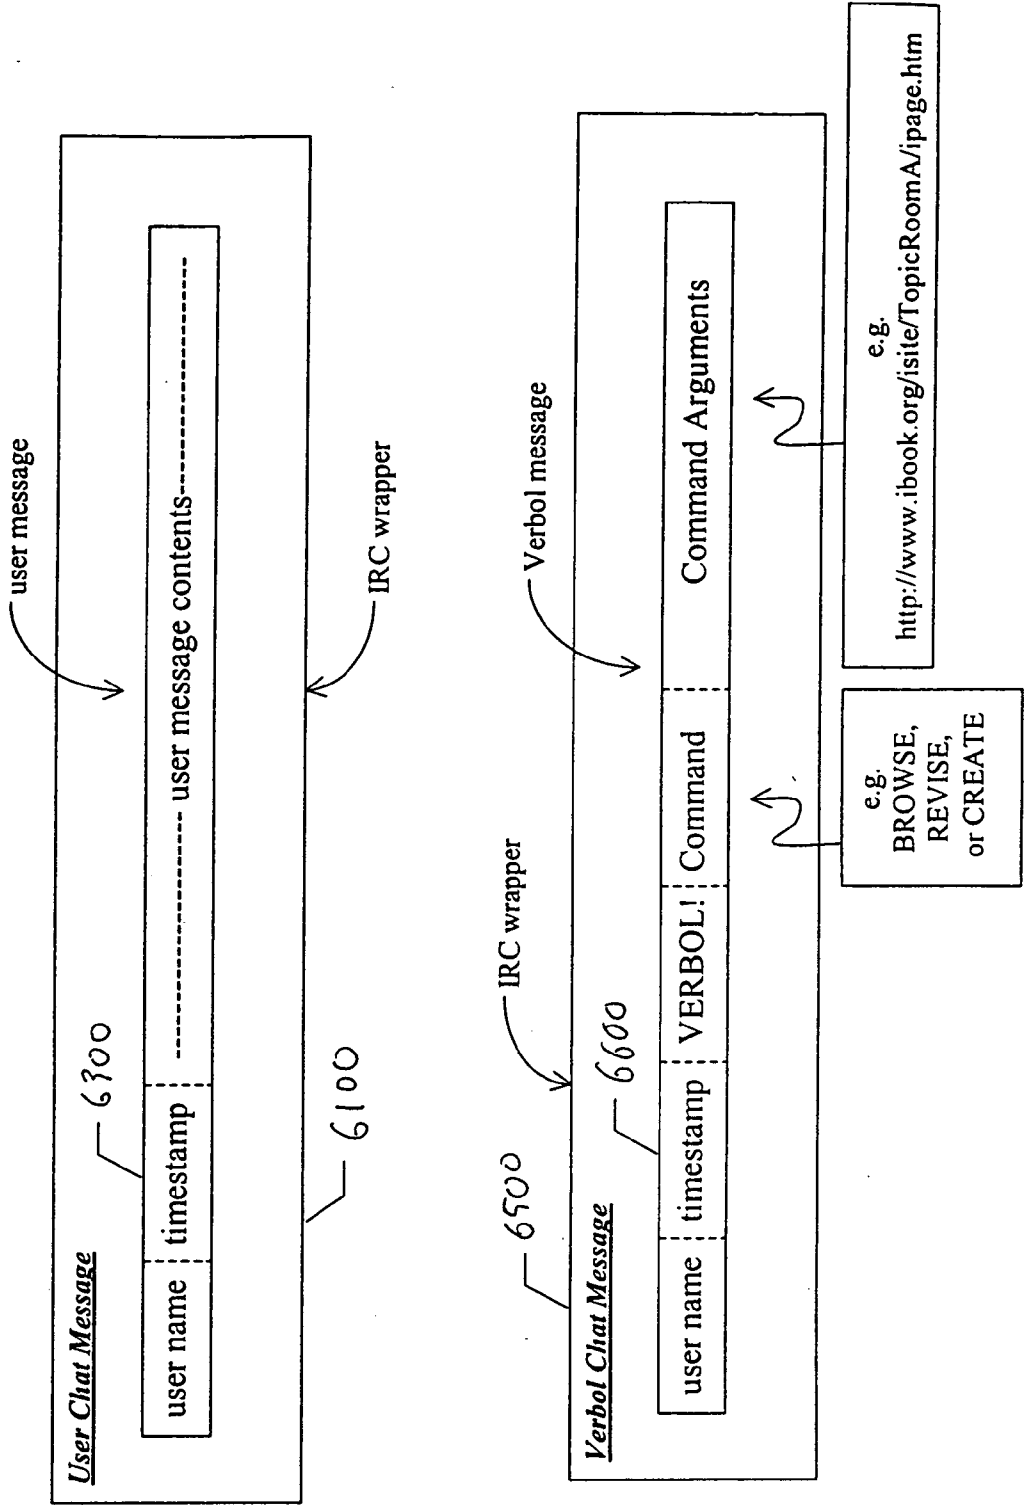 user message
User Chat Message
6300
user name
timestamp
--------------------- user message contents---------------------
6100
IRC wrapper
6500
IRC wrapper
Verbol message
Verbol Chat Message
6600
user name
timestamp
VERBOL!
Command
Command Arguments
e.g.
BROWSE,
REVISE,
or CREATE
e.g.
http://www.ibook.org/isite/TopicRoomA/ipage.htm